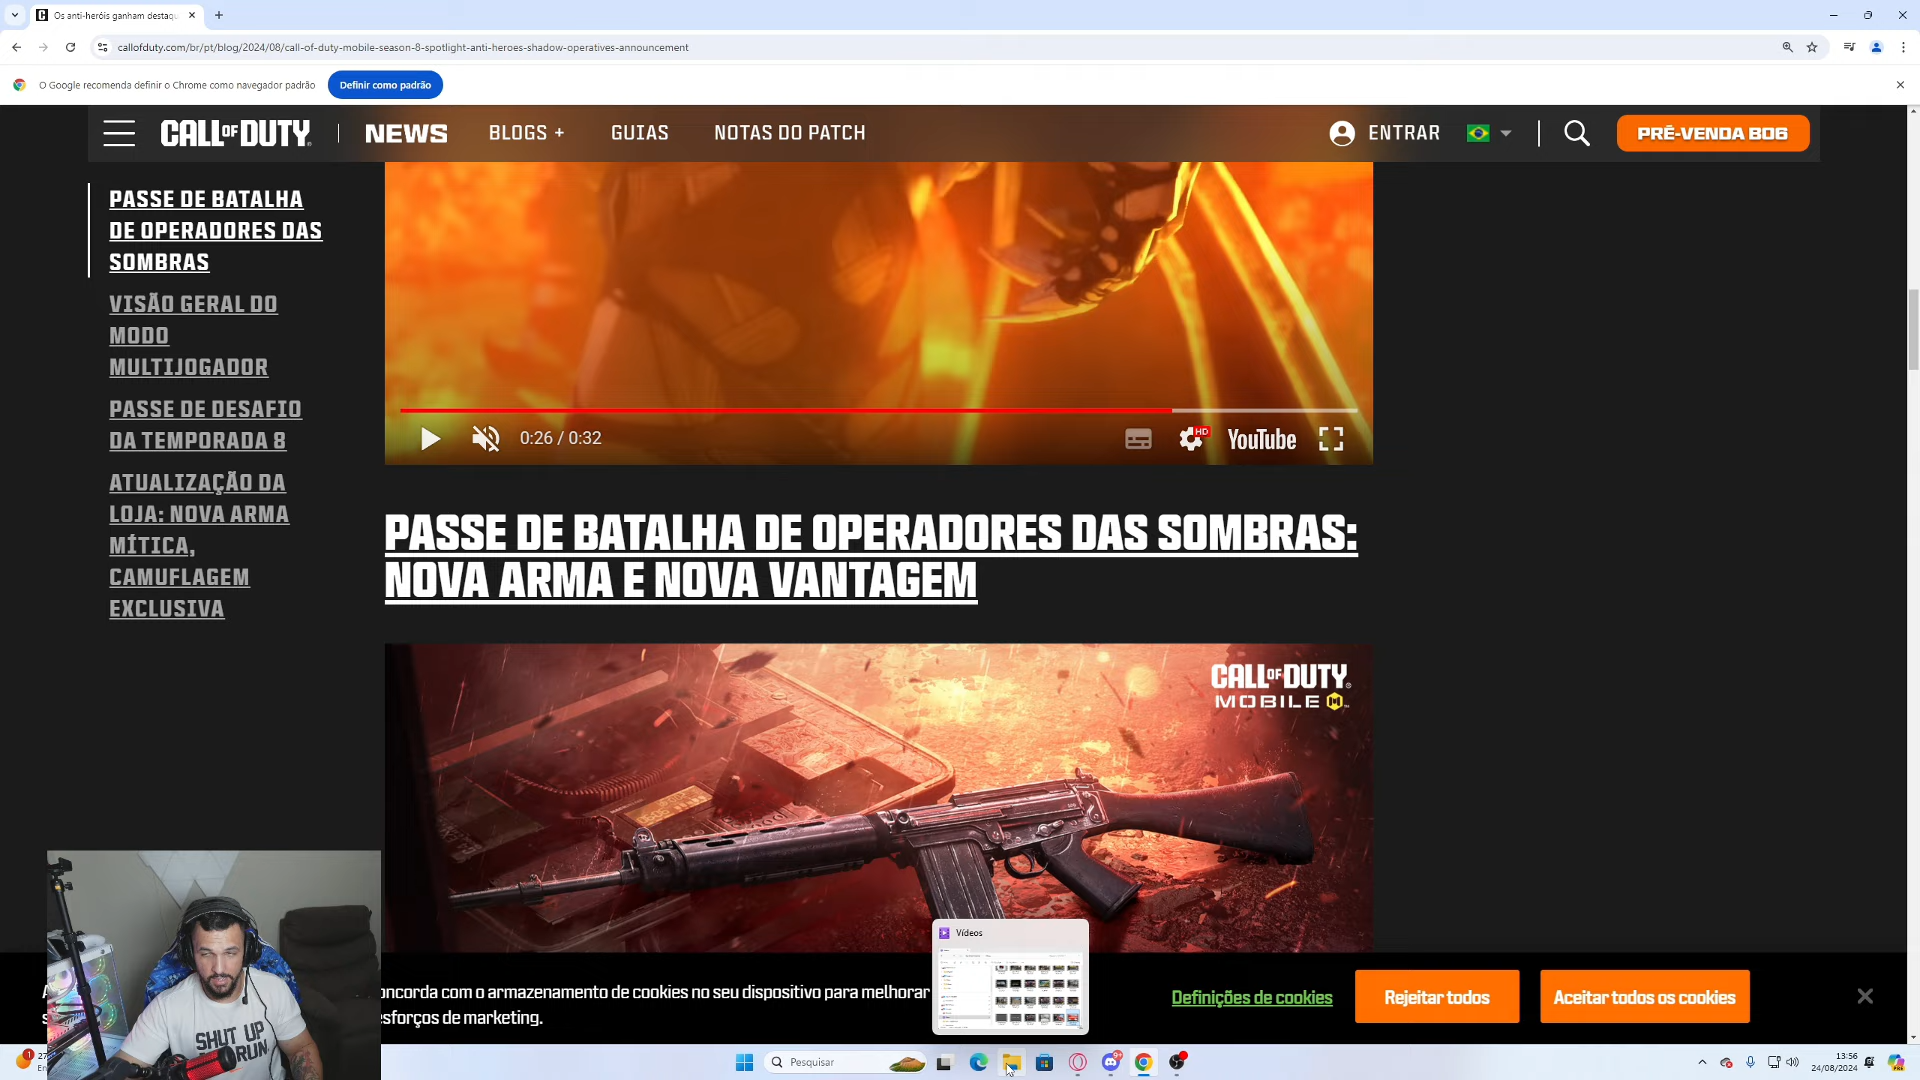 Os anti-heróis ganham destaqu
callofduty.com/br/pt/blog/2024/08/call-of-duty-mobile-season-8-spotlight-anti-heroes-shadow-operatives-announcement
O Google recomenda definir o Chrome como navegador padrão
Definir como padrão
CALL OF DUTY
NEWS
BLOGS +
GUIAS
NOTAS DO PATCH
ENTRAR
PRÉ-VENDA BO6
PASSE DE BATALHA
DE OPERADORES DAS
SOMBRAS
VISÃO GERAL DO
MODO
MULTIJOGADOR
PASSE DE DESAFIO
DA TEMPORADA 8
ATUALIZAÇÃO DA
LOJA: NOVA ARMA
MÍTICA,
CAMUFLAGEM
EXCLUSIVA
0:26 / 0:32
HD
YouTube
PASSE DE BATALHA DE OPERADORES DAS SOMBRAS:
NOVA ARMA E NOVA VANTAGEM
CALL OF DUTY
MOBILE
Vídeos
oncorda com o armazenamento de cookies no seu dispositivo para melhorar
sforços de marketing.
Definições de cookies
Rejeitar todos
Aceitar todos os cookies
SHUT UP
RUN
Pesquisar
13:56
24/08/2024